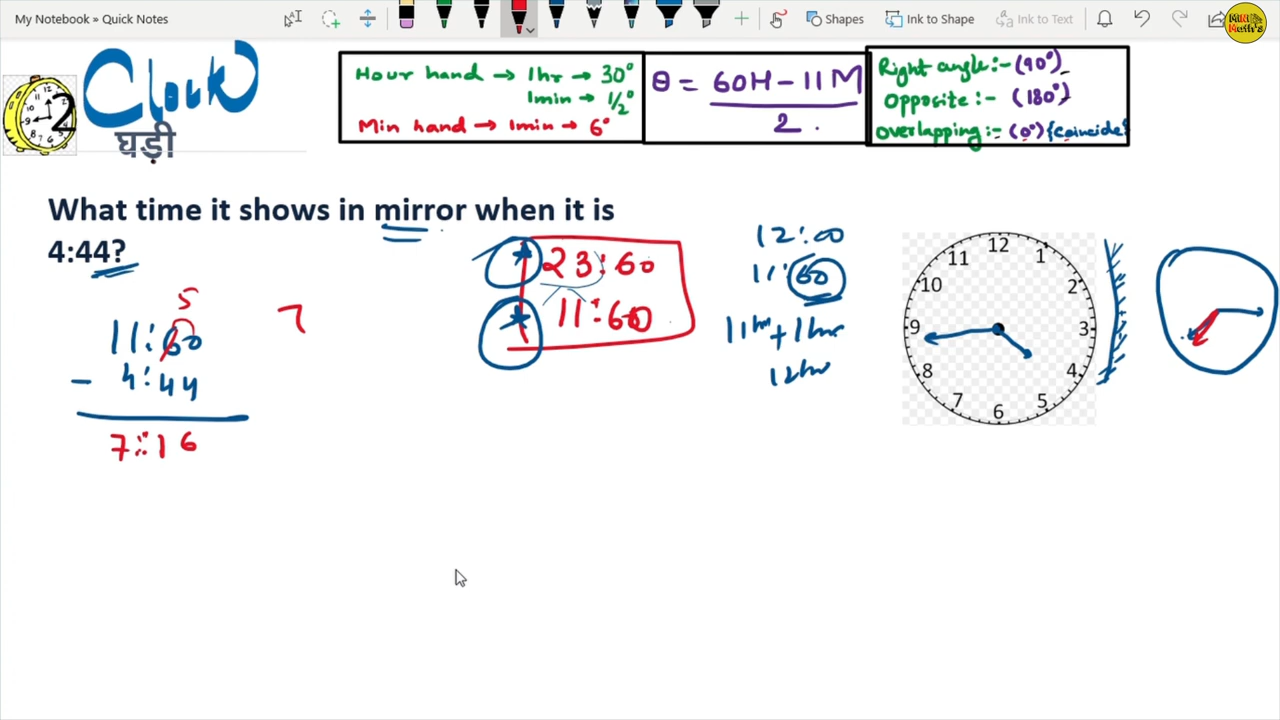 My Notebook » Quick Notes
Shapes
Ink to Shape
Ink to Text
MiNi
Math's
Clock
घड़ी
2
Hour hand → 1hr → 30°
1min → 1/2°
Min hand → 1min → 6°
θ = 60H - 11M
2.
Right angle:- (90°)
opposite:- (180°)
overlapping:- (0°) {Coincide}
What time it shows in mirror when it is
4:44?
5
11:60
- 4:44
7:16
7
23:60
11:60
12:00
11:60
11hr + 1hr
12hr
12
1
2
3
4
5
6
7
8
9
10
11